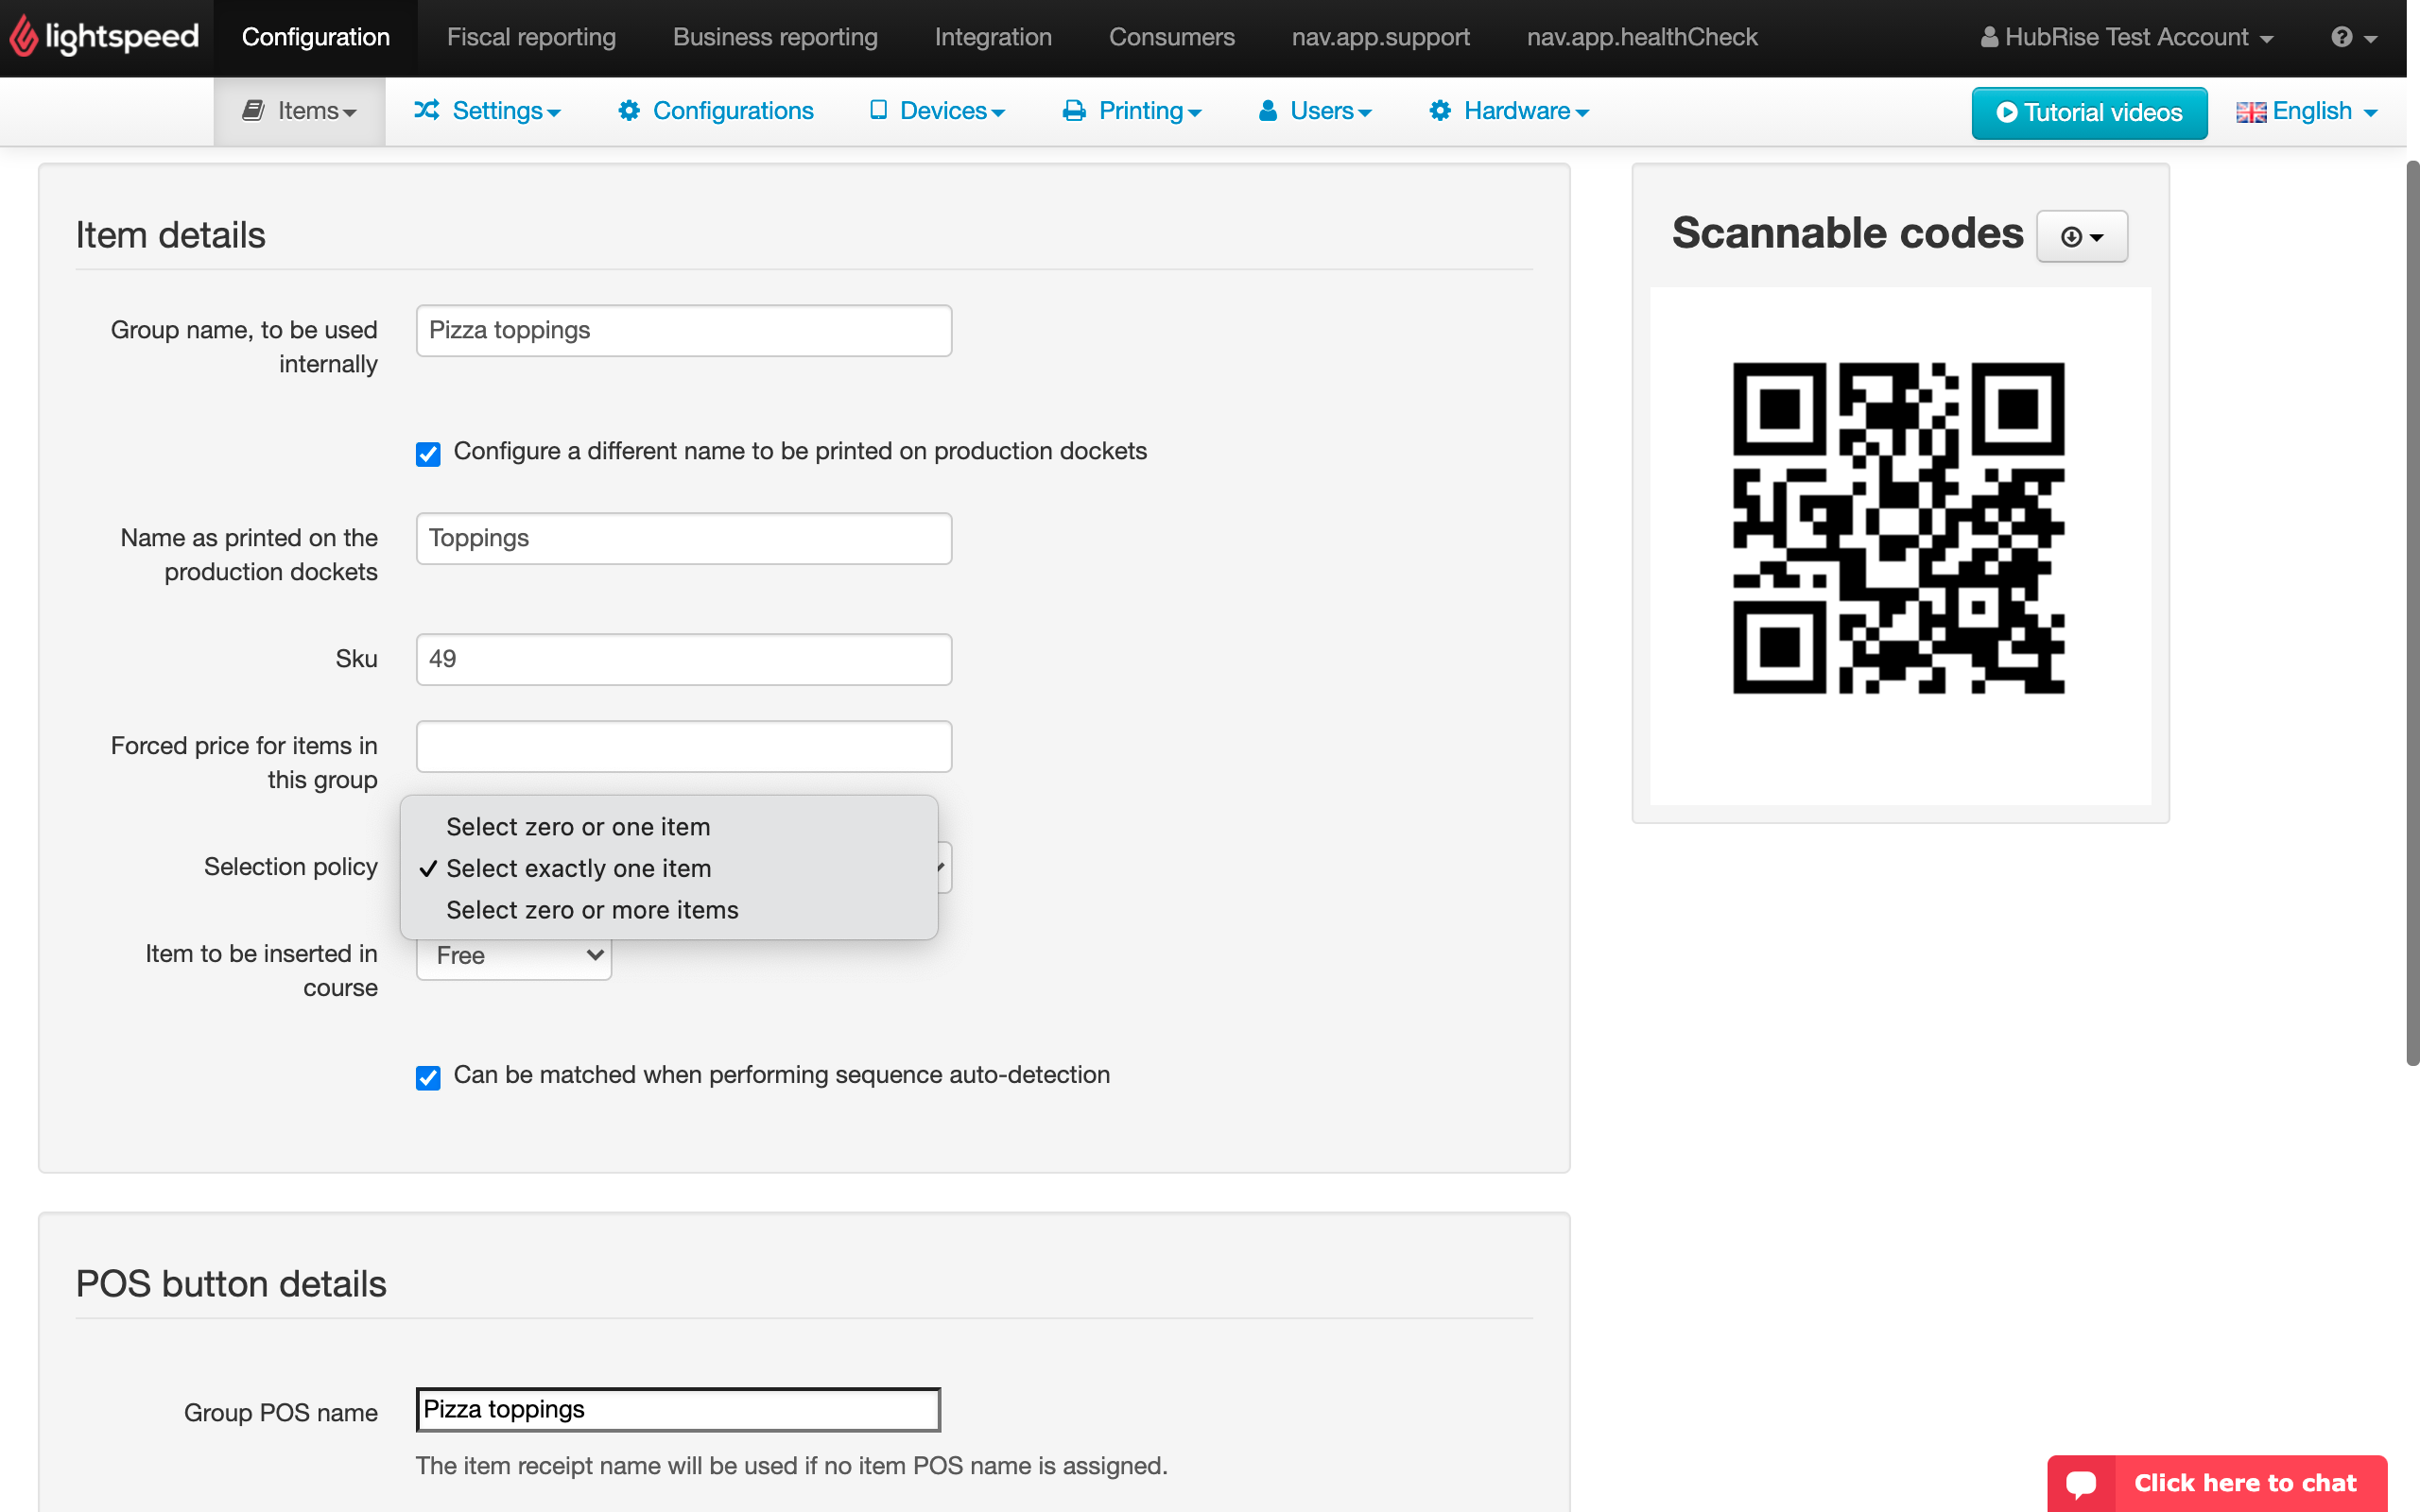 lightspeed Configuration Fiscal reporting Business reporting Integration Consumers nav.app.support nav.app.healthCheck HubRise Test Account
Items Settings Configurations Devices Printing Users Hardware Tutorial videos English
Item details
Scannable codes
Group name, to be used
internally
Pizza toppings
Configure a different name to be printed on production dockets
Name as printed on the
production dockets
Toppings
Sku
49
Forced price for items in
this group
Selection policy
Select zero or one item
✓ Select exactly one item
Select zero or more items
Item to be inserted in
course
Free
Can be matched when performing sequence auto-detection
POS button details
Group POS name
Pizza toppings
The item receipt name will be used if no item POS name is assigned.
Click here to chat